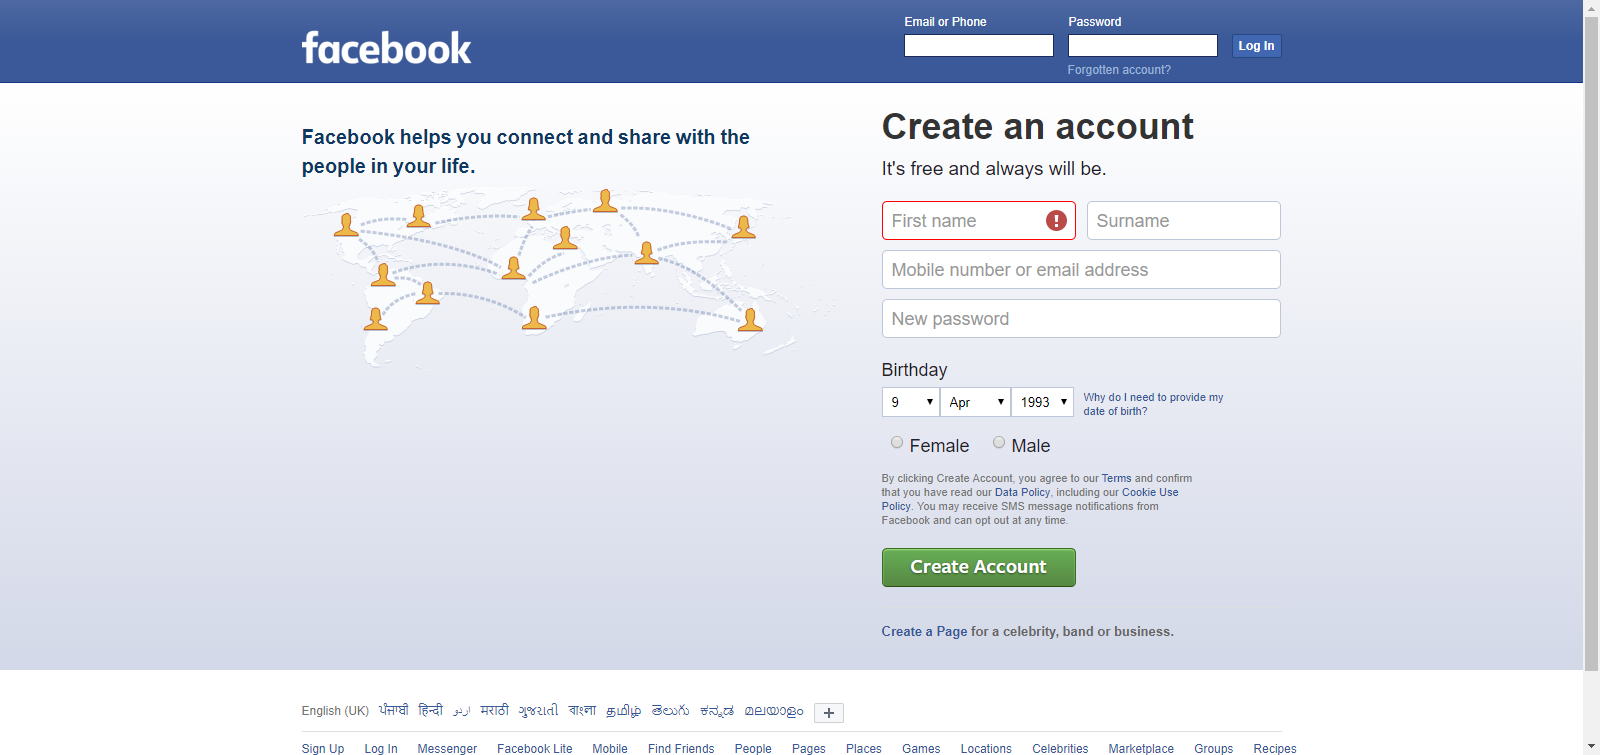 facebook
Email or Phone
Password
Log In
Forgotten account?
Facebook helps you connect and share with the
people in your life.
Create an account
It's free and always will be.
First name
Surname
Mobile number or email address
New password
Birthday
9 Apr 1993
Why do I need to provide my
date of birth?
Female Male
By clicking Create Account, you agree to our Terms and confirm
that you have read our Data Policy, including our Cookie Use
Policy. You may receive SMS message notifications from
Facebook and can opt out at any time.
Create Account
Create a Page for a celebrity, band or business.
English (UK) ਪੰਜਾਬੀ हिन्दी اردو मराठी ગુજરાતી বাংলা தமிழ் తెలుగు ಕನ್ನಡ മലയാളം +
Sign Up Log In Messenger Facebook Lite Mobile Find Friends People Pages Places Games Locations Celebrities Marketplace Groups Recipes